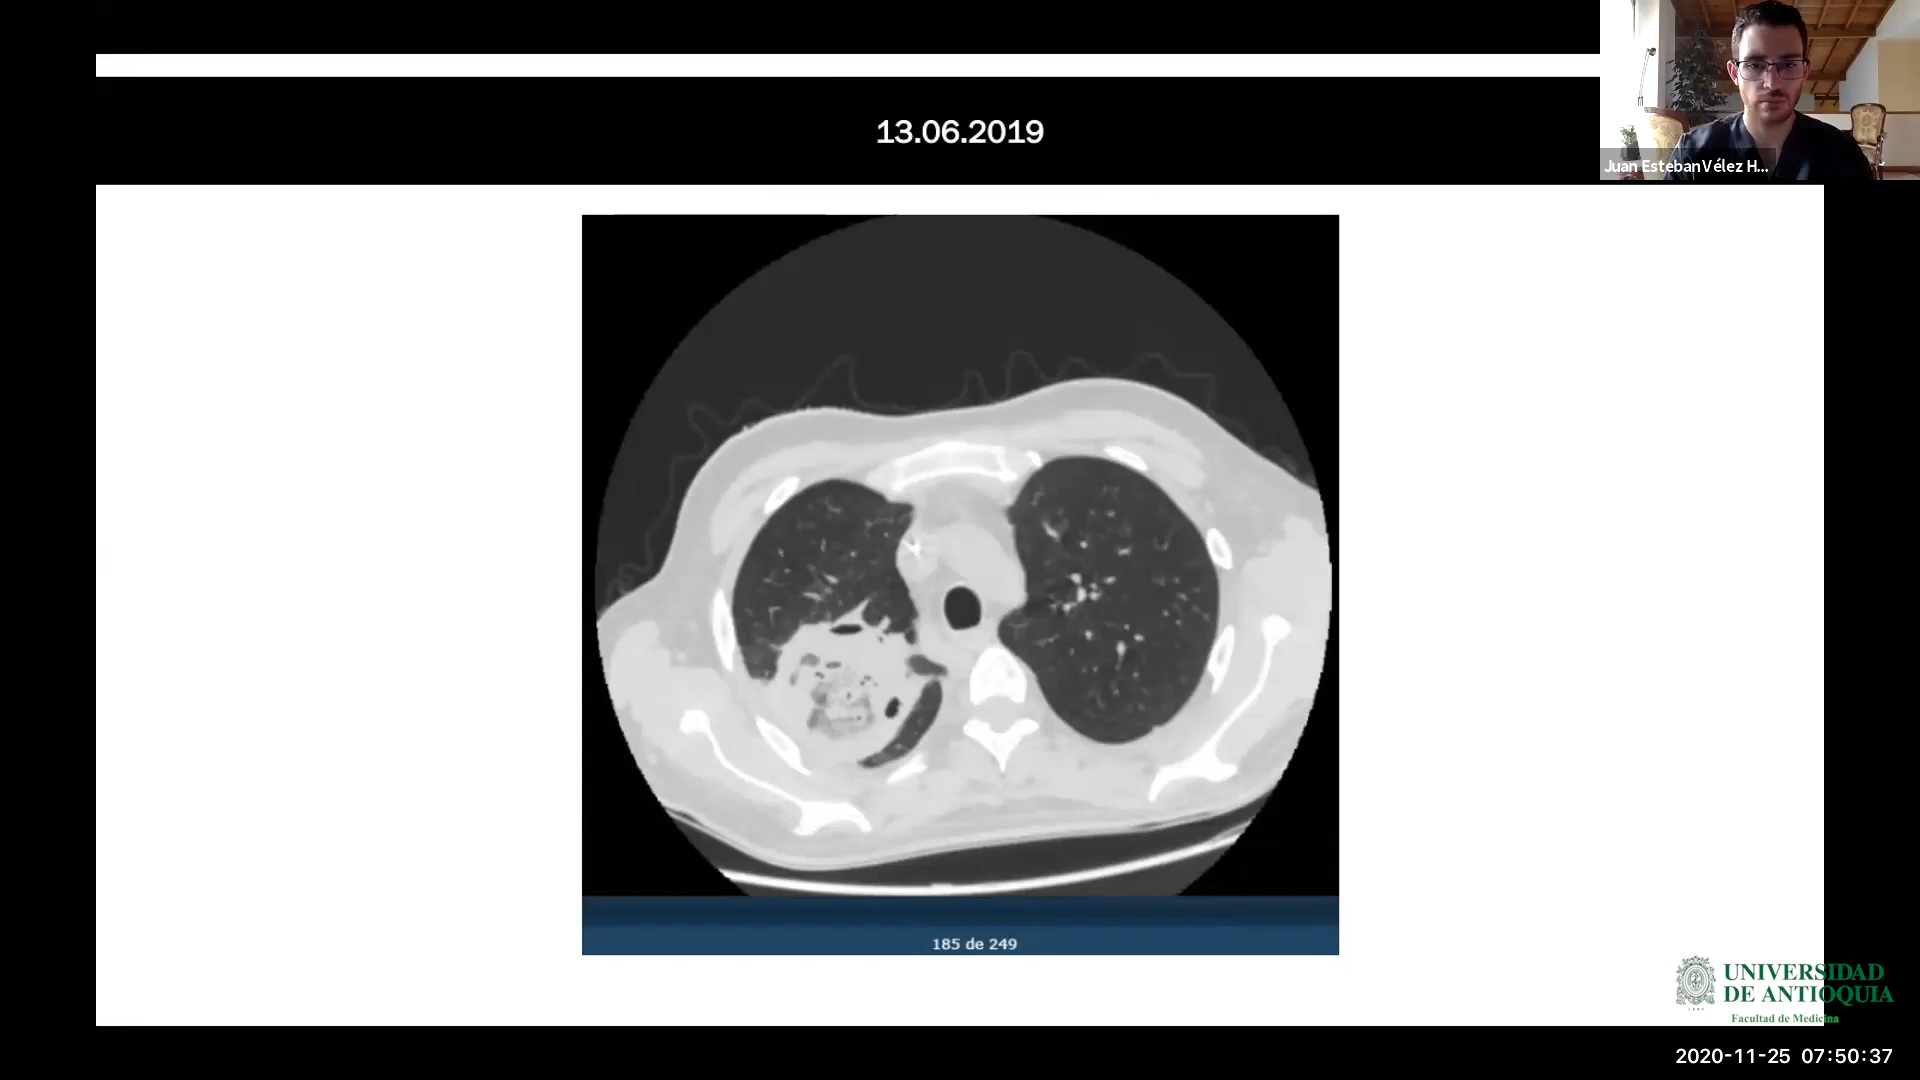 13.06.2019
Juan Esteban Vélez H...
185 de 249
UNIVERSIDAD
DE ANTIOQUIA
Facultad de Medicina
2020-11-25 07:50:37